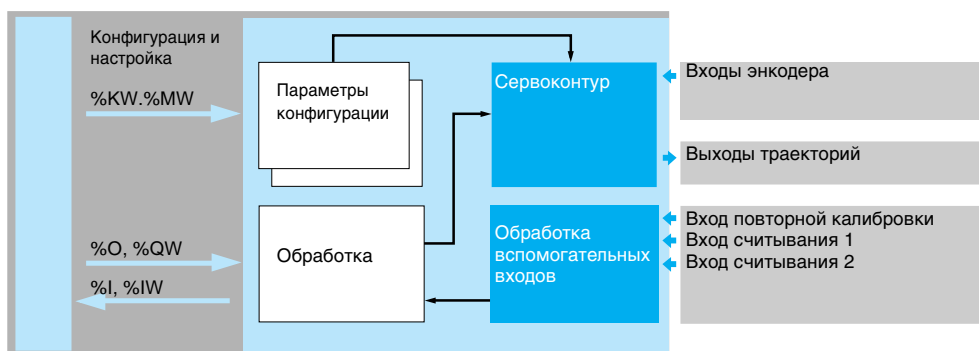 Конфигурация и
настройка
%KW.%MW
Параметры
конфигурации
Сервоконтур
Входы энкодера
Выходы траекторий
%O, %QW
%I, %IW
Обработка
Обработка
вспомогательных
входов
Вход повторной калибровки
Вход считывания 1
Вход считывания 2